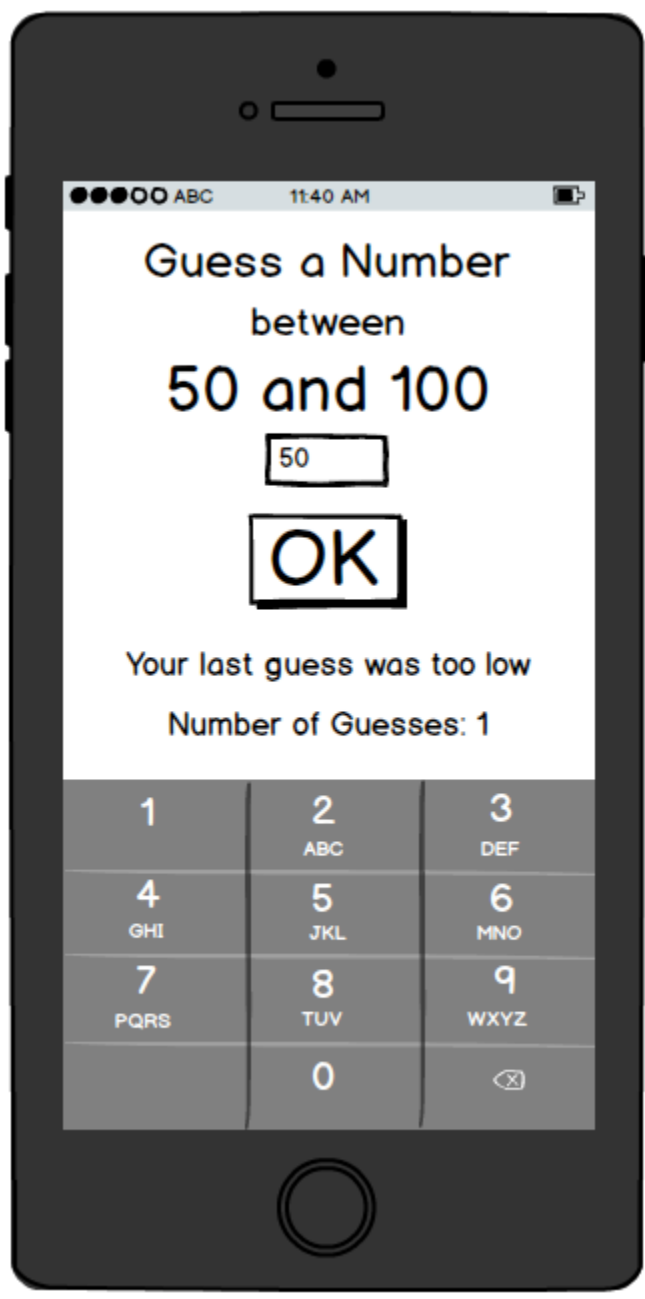 ABC 11:40 AM
Guess a Number
between
50 and 100
50
OK
Your last guess was too low
Number of Guesses: 1
1 2 3
ABC DEF
4 5 6
GHI JKL MNO
7 8 9
PQRS TUV WXYZ
0